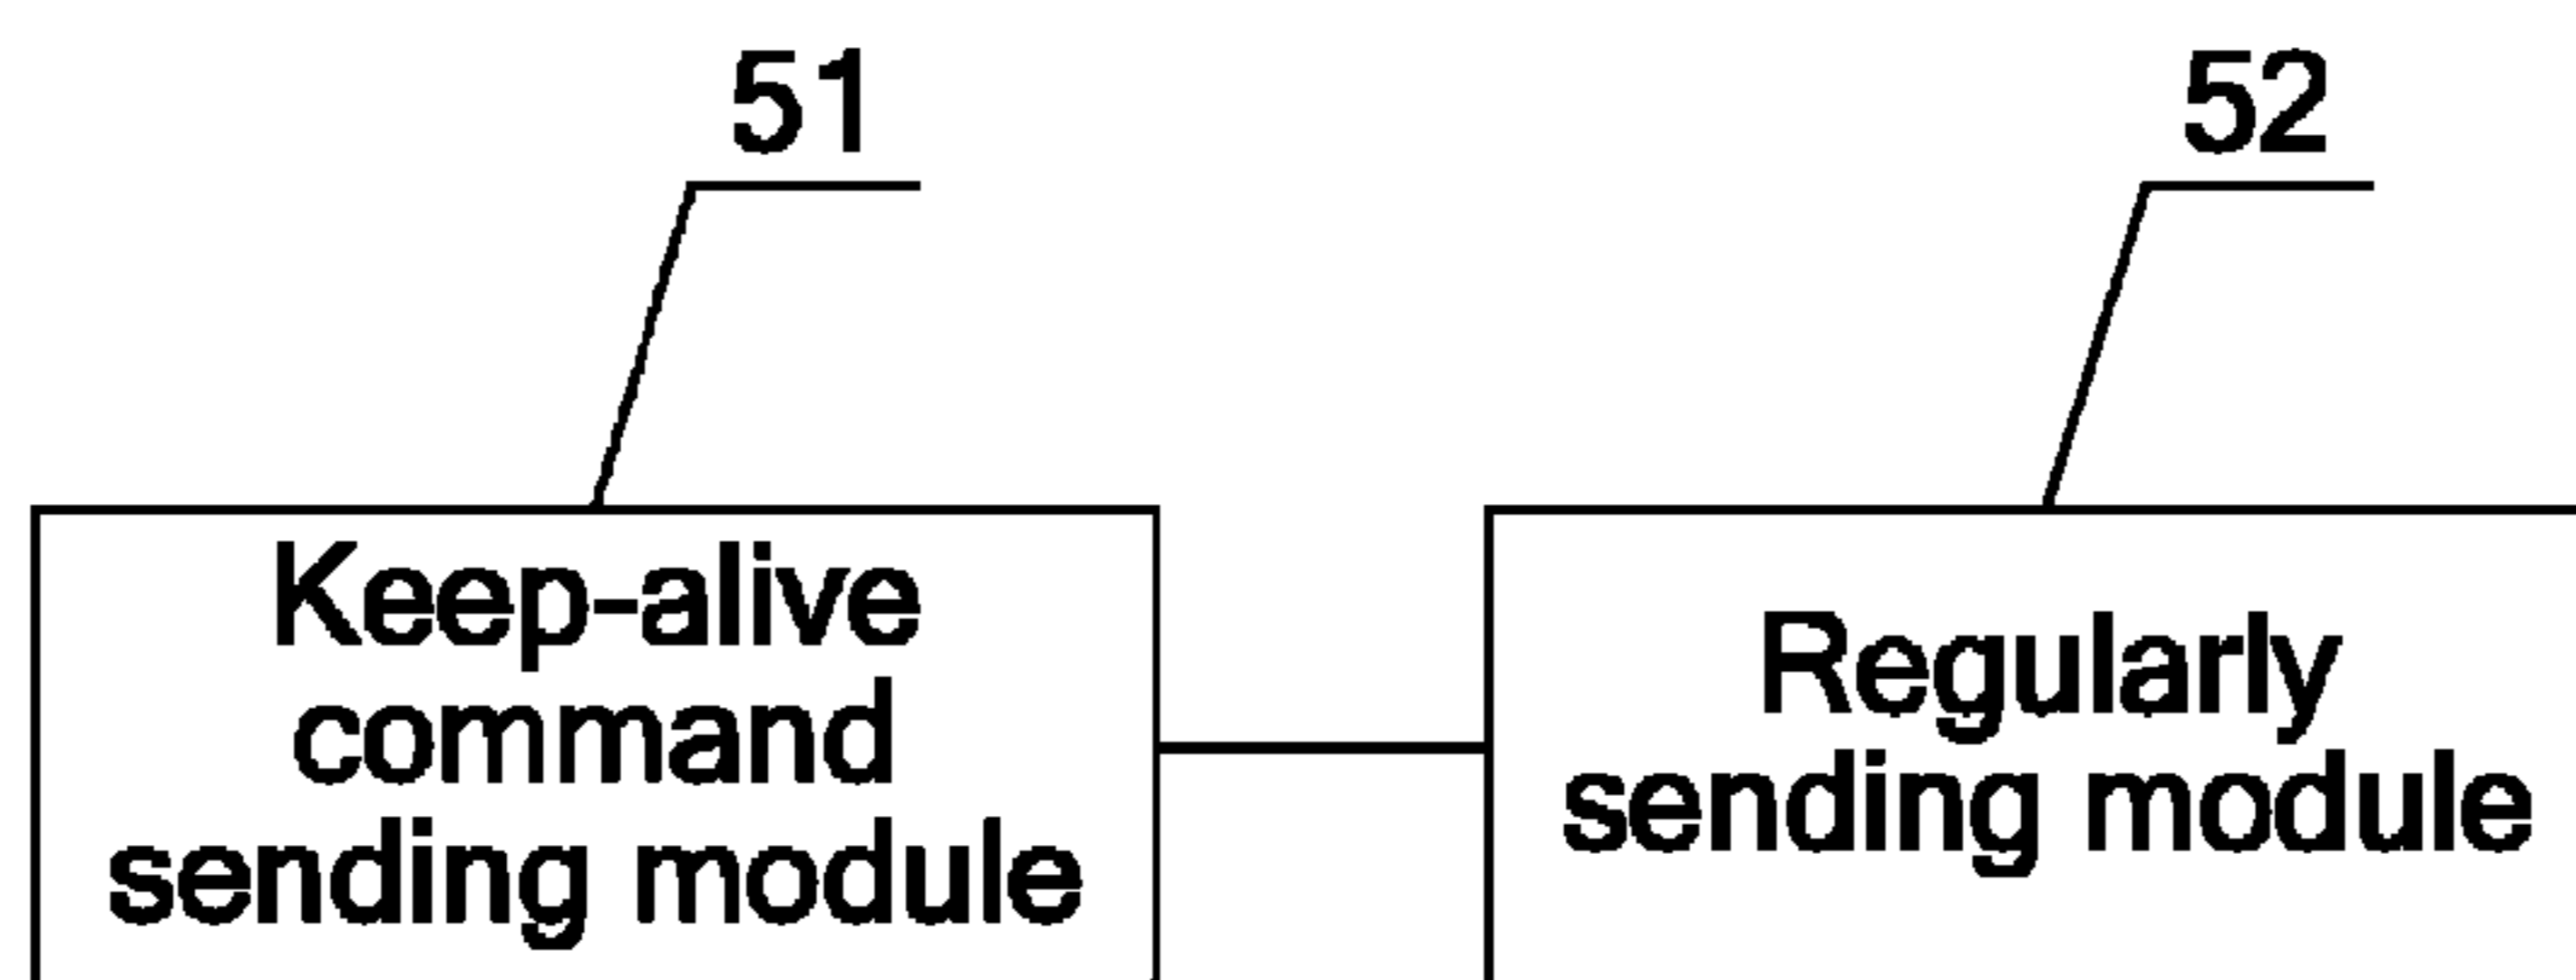 51
52
Keep-alive
command
sending module
Regularly
sending module